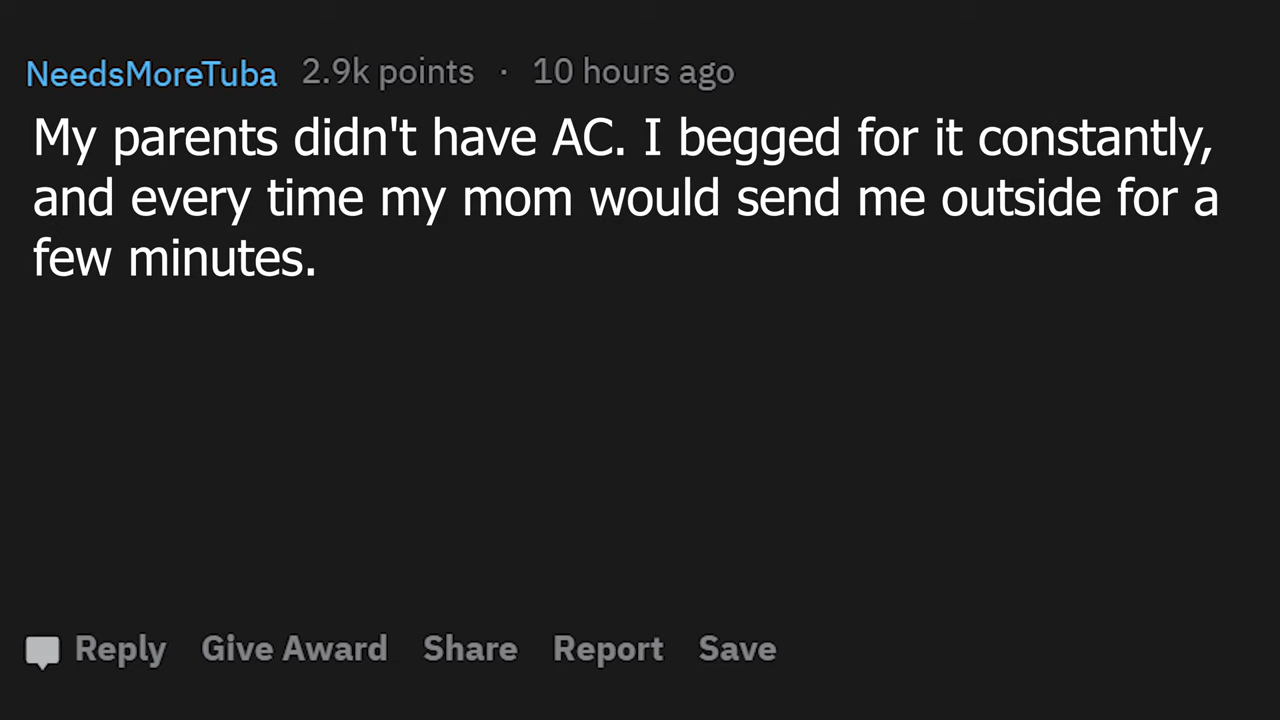 NeedsMoreTuba 2.9k points · 10 hours ago
My parents didn't have AC. I begged for it constantly,
and every time my mom would send me outside for a
few minutes.
Reply Give Award Share Report Save